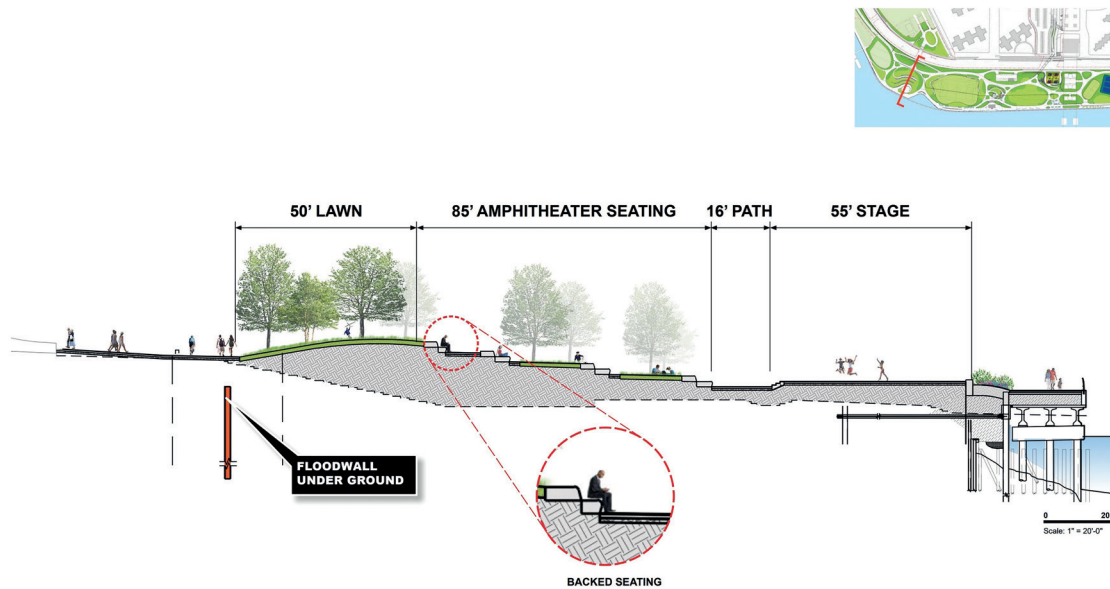 50' LAWN
85' AMPHITHEATER SEATING
16' PATH
55' STAGE
FLOODWALL
UNDER GROUND
BACKED SEATING
0 20
Scale: 1" = 20'-0"